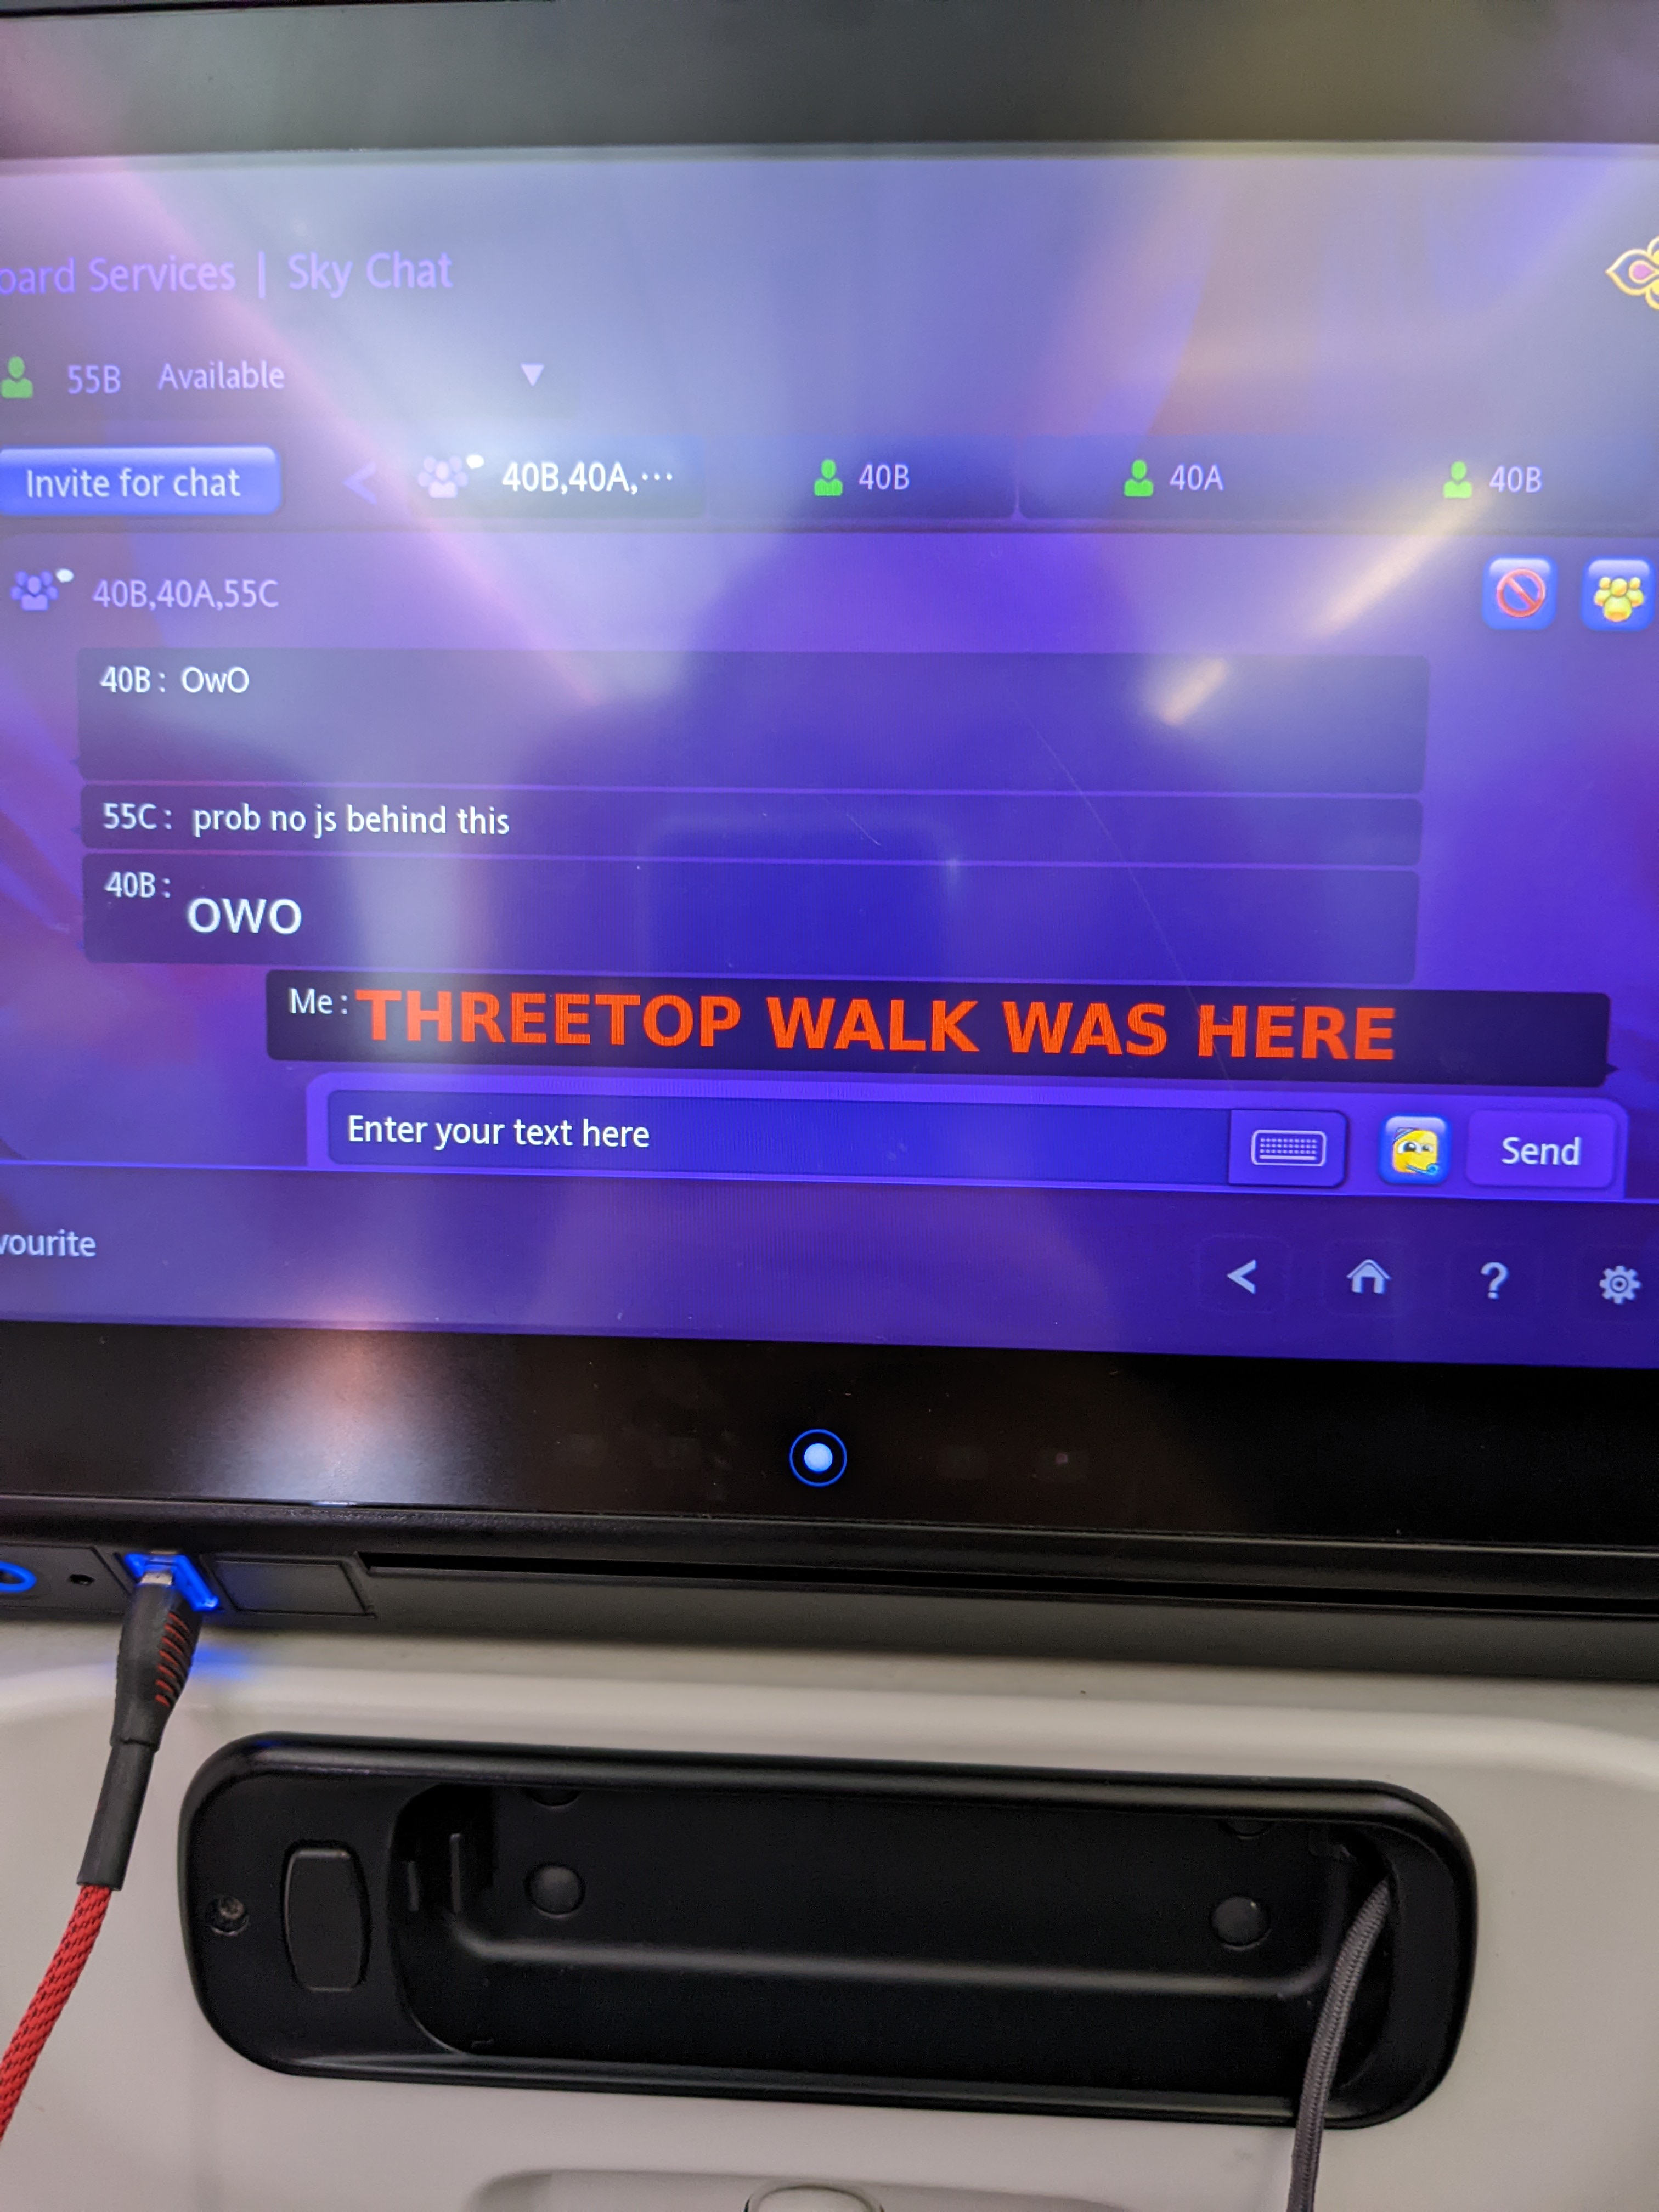 oard Services | Sky Chat
55B Available
Invite for chat < 40B,40A,… 40B 40A 40B
40B,40A,55C
40B : OwO
55C : prob no js behind this
40B :
OWO
Me : THREETOP WALK WAS HERE
Enter your text here Send
vourite < ?